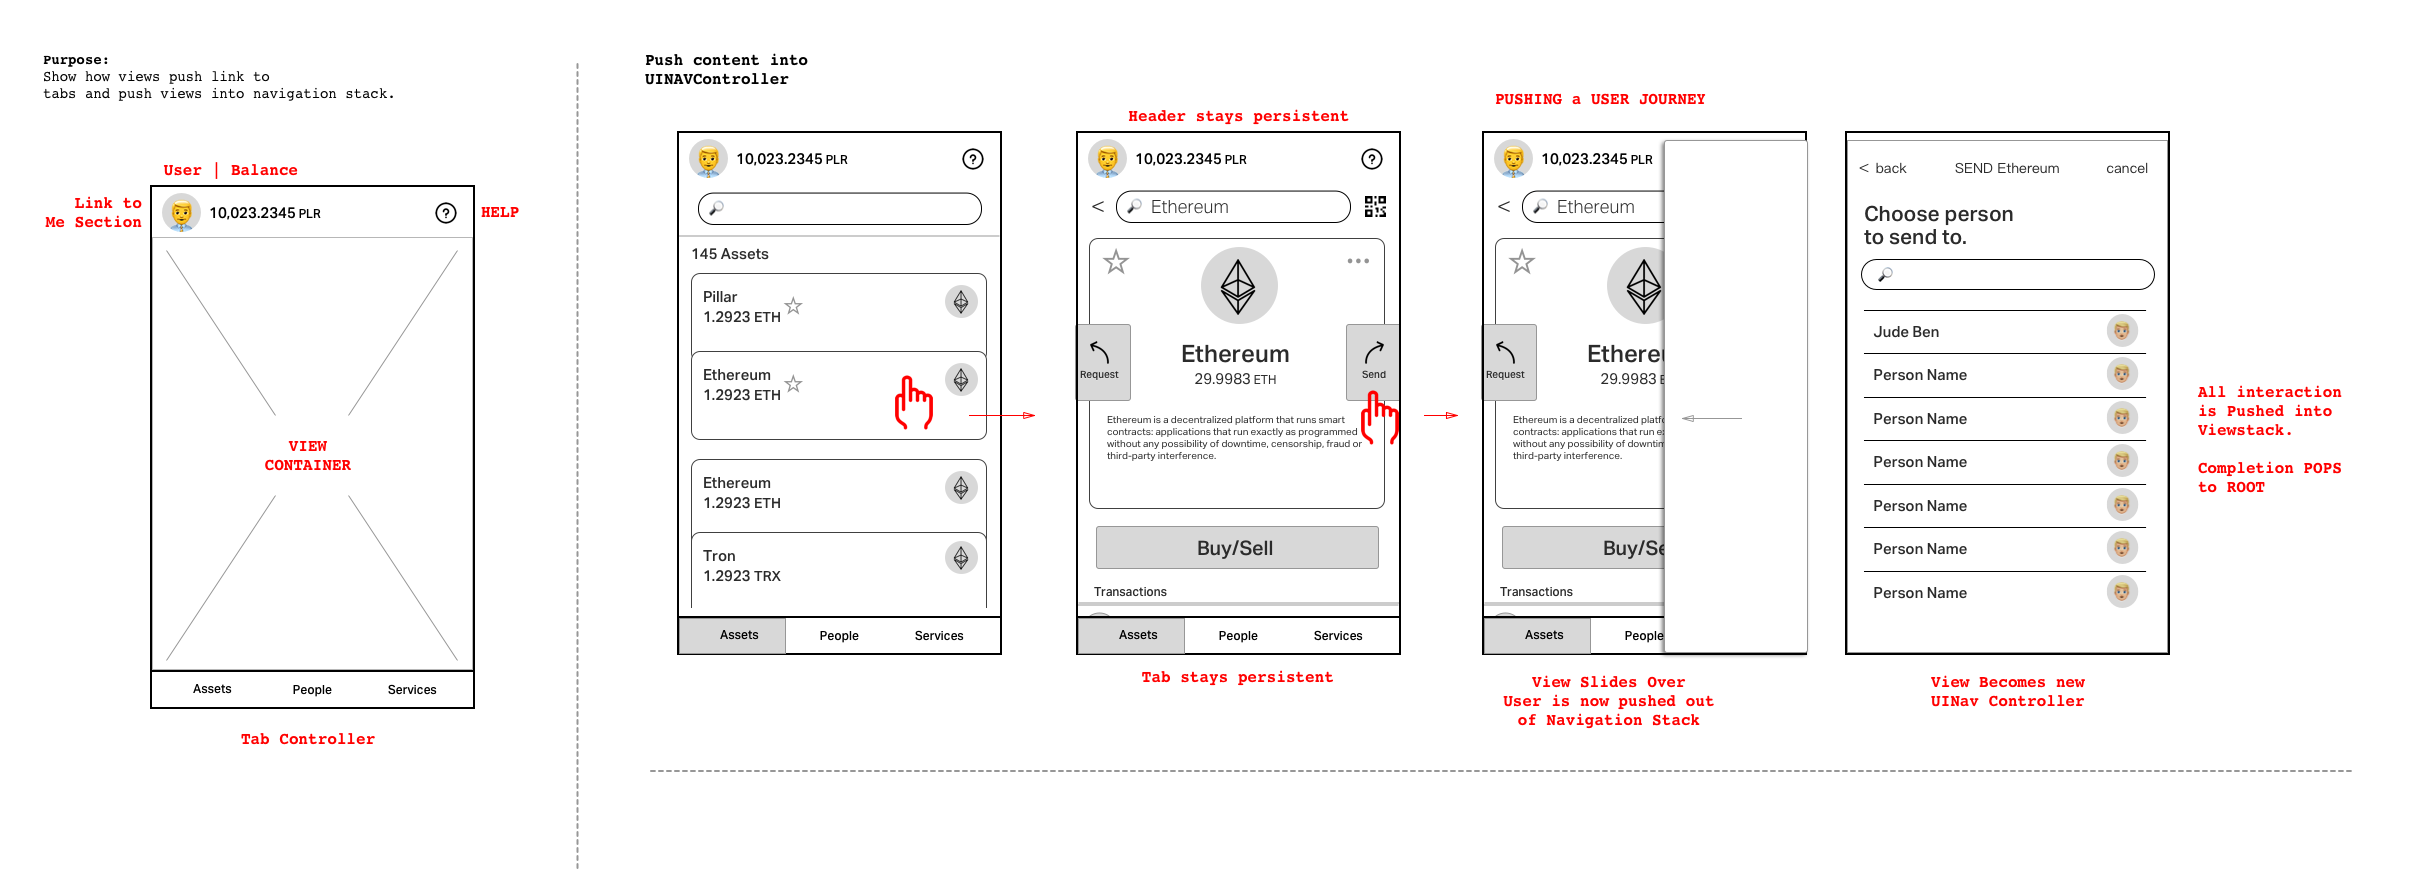 Purpose:
Show how views push link to
tabs and push views into navigation stack.
User | Balance
Link to
Me Section
10,023.2345 PLR
?
HELP
VIEW
CONTAINER
Assets People Services
Tab Controller
Push content into
UINAVController
10,023.2345 PLR
?
145 Assets
Pillar
1.2923 ETH
Ethereum
1.2923 ETH
Ethereum
1.2923 ETH
Tron
1.2923 TRX
Assets People Services
Header stays persistent
10,023.2345 PLR
?
< Ethereum
Ethereum
29.9983 ETH
Request
Send
Ethereum is a decentralized platform that runs smart
contracts: applications that run exactly as programmed
without any possibility of downtime, censorship, fraud or
third-party interference.
Buy/Sell
Transactions
Assets People Services
Tab stays persistent
PUSHING a USER JOURNEY
10,023.2345 PLR
< Ethereum
Ethere
29.9983
Request
Ethereum is a decentralized platf
contracts: applications that run e
without any possibility of downtin
third-party interference.
Buy/Se
Transactions
Assets People
View Slides Over
User is now pushed out
of Navigation Stack
< back SEND Ethereum cancel
Choose person
to send to.
Jude Ben
Person Name
Person Name
Person Name
Person Name
Person Name
Person Name
View Becomes new
UINav Controller
All interaction
is Pushed into
Viewstack.
Completion POPS
to ROOT